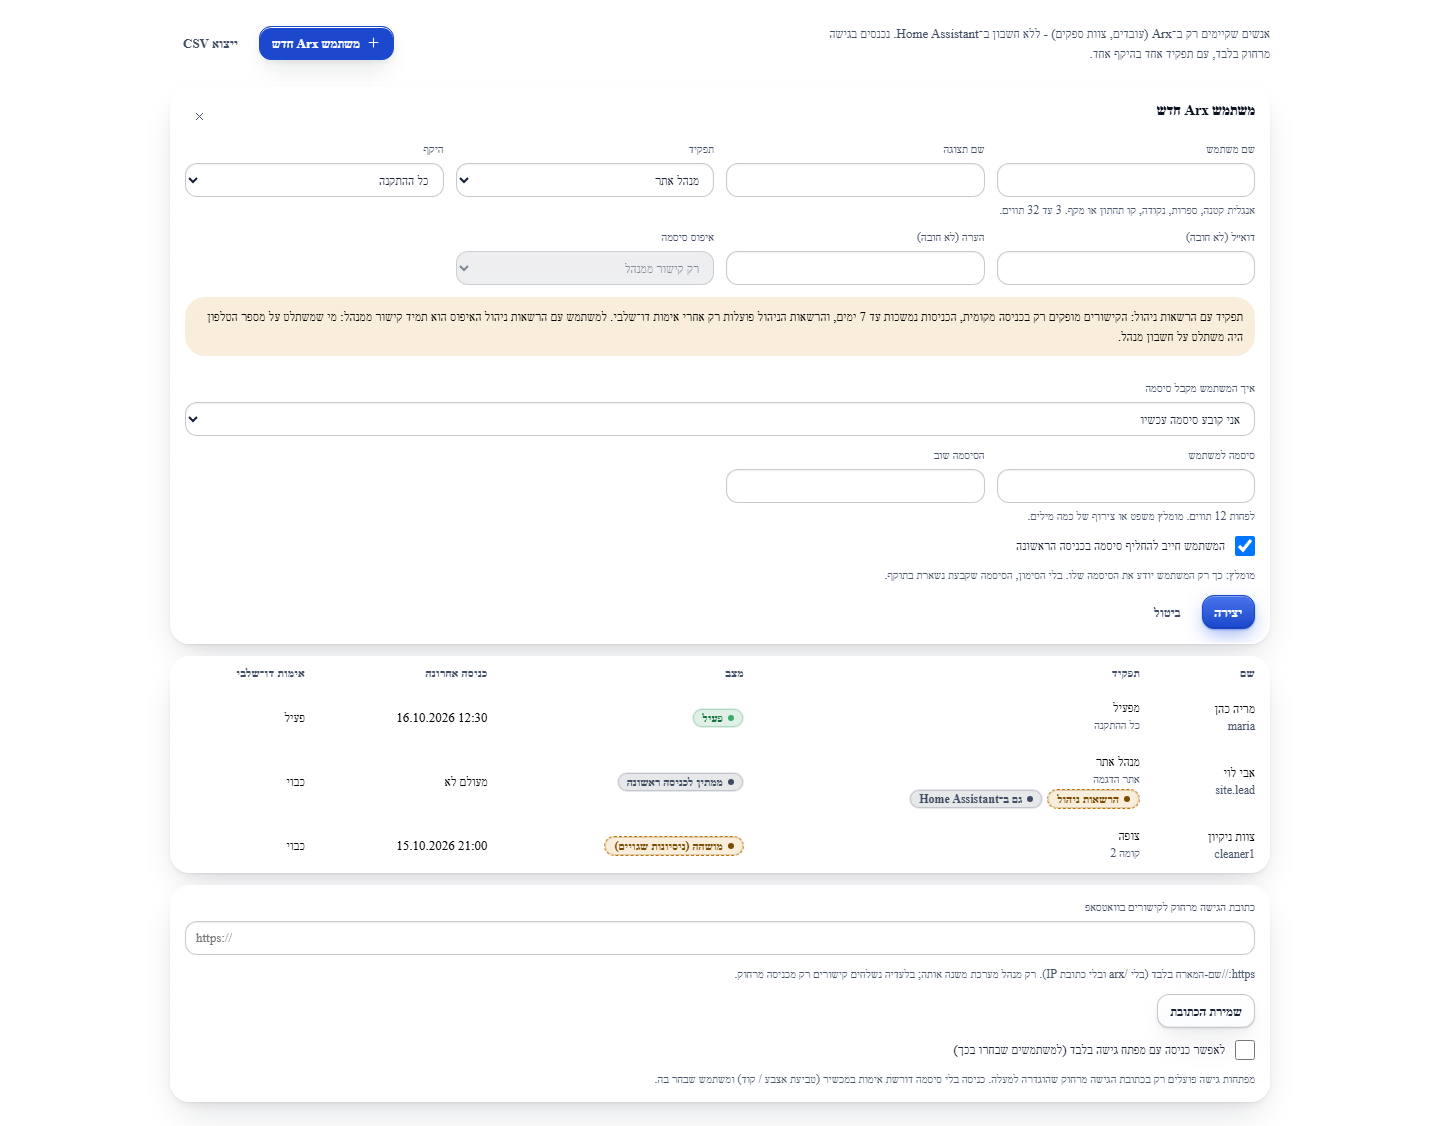 אנשים שקיימים רק ב־Arx (עובדים, צוות ספקים) - ללא חשבון ב־Home Assistant. נכנסים בגישה
מרחוק בלבד, עם תפקיד אחד בהיקף אחד.
משתמש Arx חדש
ייצוא CSV
משתמש Arx חדש
שם משתמש
שם תצוגה
תפקיד
היקף
מנהל אתר
כל ההתקנה
אנגלית קטנה, ספרות, נקודה, קו תחתון או מקף. 3 עד 32 תווים.
דוא״ל (לא חובה)
הערה (לא חובה)
איפוס סיסמה
רק קישור ממנהל
תפקיד עם הרשאות ניהול: הקישורים מופקים רק בכניסה מקומית, הכניסות נמשכות עד 7 ימים, והרשאות הניהול פועלות רק אחרי אימות דו־שלבי. למשתמש עם הרשאות ניהול האיפוס הוא תמיד קישור ממנהל: מי שמשתלט על מספר הטלפון
היה משתלט על חשבון מנהל.
איך המשתמש מקבל סיסמה
אני קובע סיסמה עכשיו
סיסמה למשתמש
הסיסמה שוב
לפחות 12 תווים. מומלץ משפט או צירוף של כמה מילים.
המשתמש חייב להחליף סיסמה בכניסה הראשונה
מומלץ: כך רק המשתמש יודע את הסיסמה שלו. בלי הסימון, הסיסמה שקבעת נשארת בתוקף.
יצירה
ביטול
שם
תפקיד
מצב
כניסה אחרונה
אימות דו־שלבי
מריה כהן
maria
מפעיל
כל ההתקנה
פעיל
16.10.2026 12:30
פעיל
אבי לוי
site.lead
מנהל אתר
אתר הדגמה
הרשאות ניהול
גם ב־Home Assistant
ממתין לכניסה ראשונה
מעולם לא
כבוי
צוות ניקיון
cleaner1
צופה
קומה 2
מושהה (ניסיונות שגויים)
15.10.2026 21:00
כבוי
כתובת הגישה מרחוק לקישורים בוואטסאפ
https://
https://שם-המארח בלבד (בלי /arx ובלי כתובת IP). רק מנהל מערכת משנה אותה; בלעדיה נשלחים קישורים רק מכניסה מרחוק.
שמירת הכתובת
לאפשר כניסה עם מפתח גישה בלבד (למשתמשים שבחרו בכך)
מפתחות גישה פועלים רק בכתובת הגישה מרחוק שהוגדרה למעלה. כניסה בלי סיסמה דורשת אימות במכשיר (טביעת אצבע / קוד) ומשתמש שבחר בה.